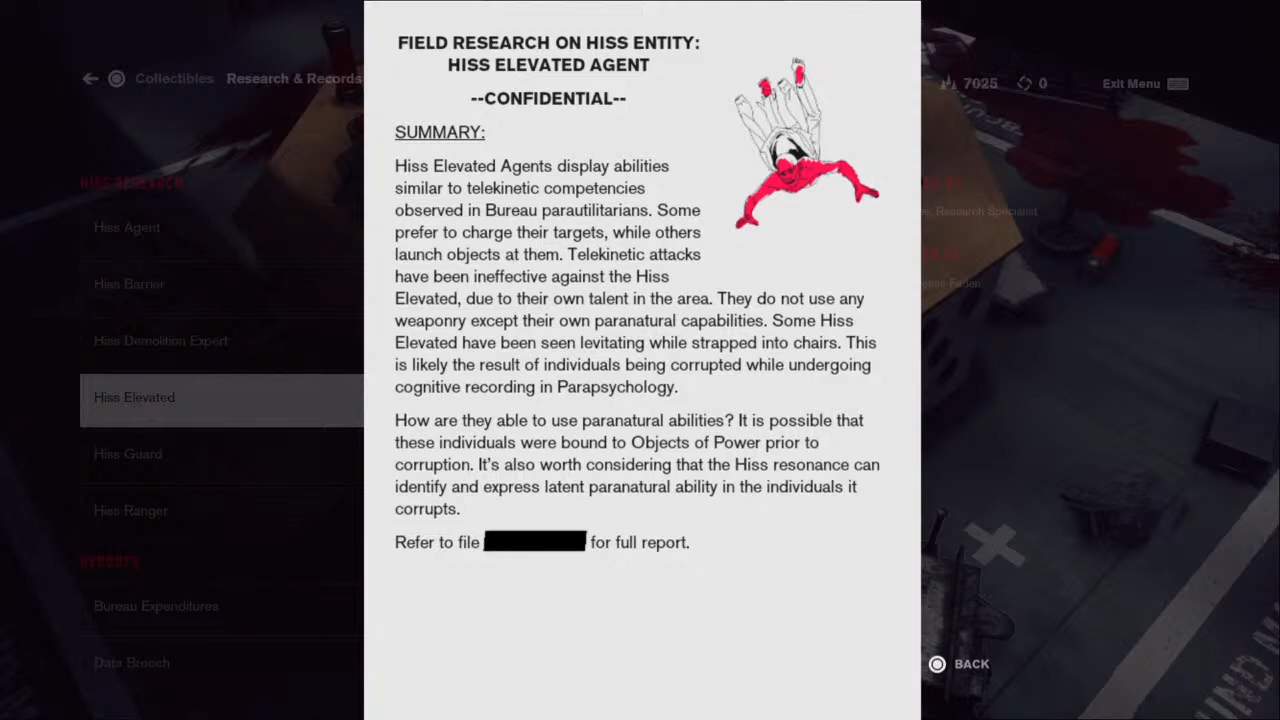 FIELD RESEARCH ON HISS ENTITY:
HISS ELEVATED AGENT
--CONFIDENTIAL--
SUMMARY:
Hiss Elevated Agents display abilities
similar to telekinetic competencies
observed in Bureau parautilitarians. Some
prefer to charge their targets, while others
launch objects at them. Telekinetic attacks
have been ineffective against the Hiss
Elevated, due to their own talent in the area. They do not use any
weaponry except their own paranatural capabilities. Some Hiss
Elevated have been seen levitating while strapped into chairs. This
is likely the result of individuals being corrupted while undergoing
cognitive recording in Parapsychology.
How are they able to use paranatural abilities? It is possible that
these individuals were bound to Objects of Power prior to
corruption. It's also worth considering that the Hiss resonance can
identify and express latent paranatural ability in the individuals it
corrupts.
Refer to file for full report.
Collectibles Research & Records
7025 0 Exit Menu
HISS RESEARCH
Hiss Agent
Hiss Barrier
Hiss Demolition Expert
Hiss Elevated
Hiss Guard
Hiss Ranger
REPORTS
Bureau Expenditures
Data Breach
Research Specialist
Faden
BACK